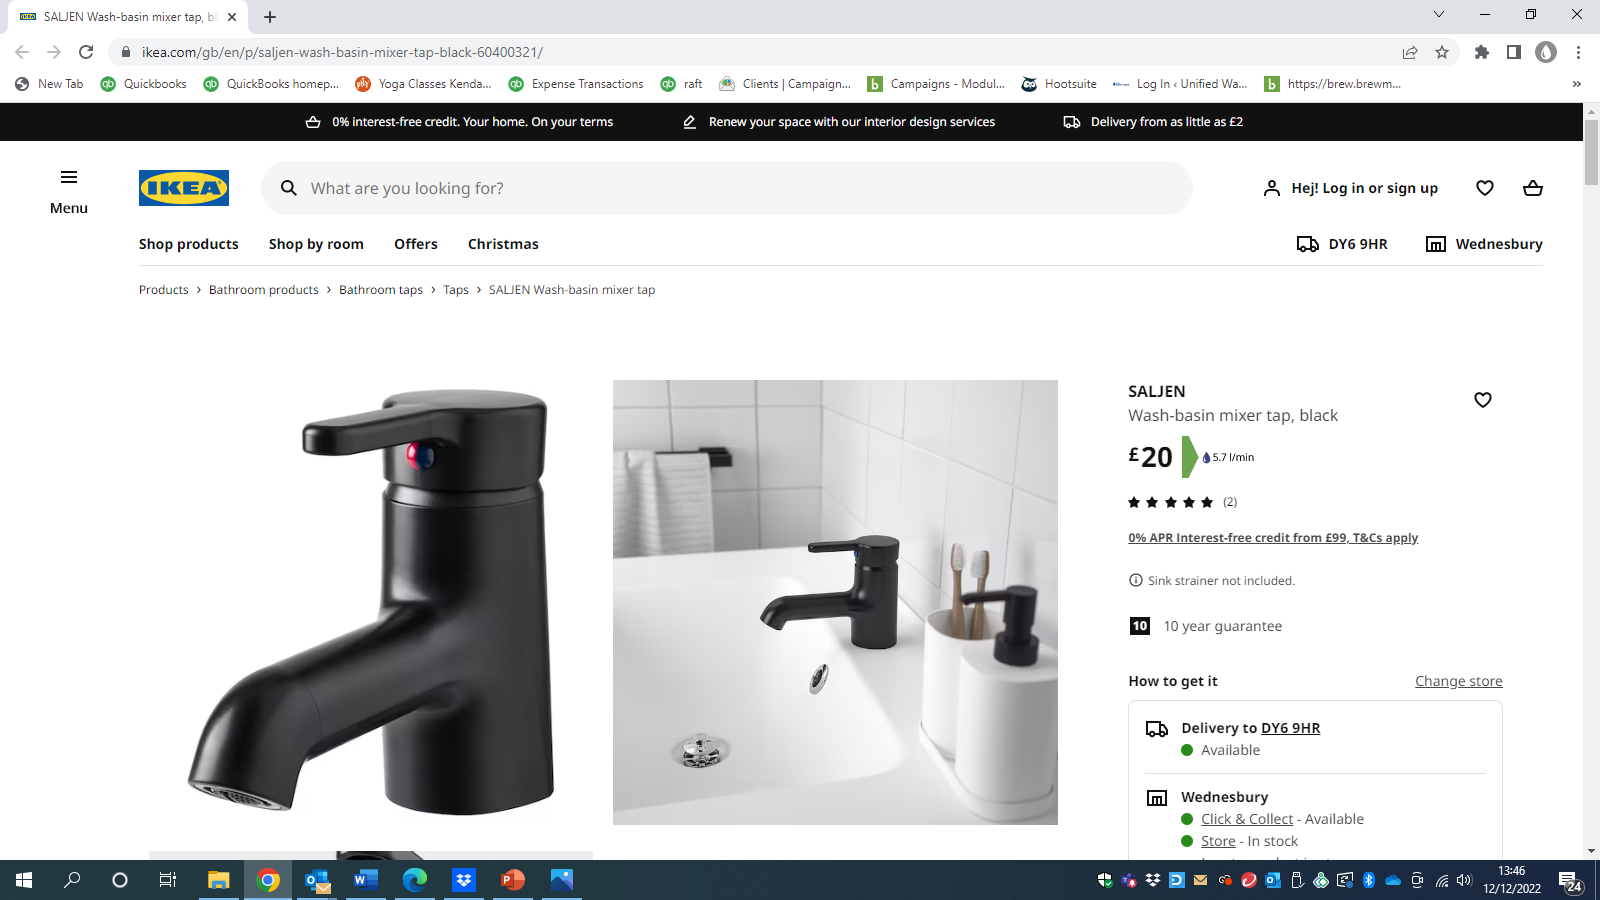 SALJEN Wash-basin mixer tap, bl
ikea.com/gb/en/p/saljen-wash-basin-mixer-tap-black-60400321/
New Tab
Quickbooks
QuickBooks homep...
Yoga Classes Kenda...
Expense Transactions
raft
Clients | Campaign...
Campaigns - Modul...
Hootsuite
Log In ‹ Unified Wa...
https://brew.brewm...
»
0% interest-free credit. Your home. On your terms
Renew your space with our interior design services
Delivery from as little as £2
Menu
IKEA
What are you looking for?
Hej! Log in or sign up
Shop products
Shop by room
Offers
Christmas
DY6 9HR
Wednesbury
Products › Bathroom products › Bathroom taps › Taps › SALJEN Wash-basin mixer tap
SALJEN
Wash-basin mixer tap, black
£20
5.7 l/min
(2)
0% APR Interest-free credit from £99, T&Cs apply
Sink strainer not included.
10 10 year guarantee
How to get it
Change store
Delivery to DY6 9HR
Available
Wednesbury
Click & Collect - Available
Store - In stock
13:46
12/12/2022
24